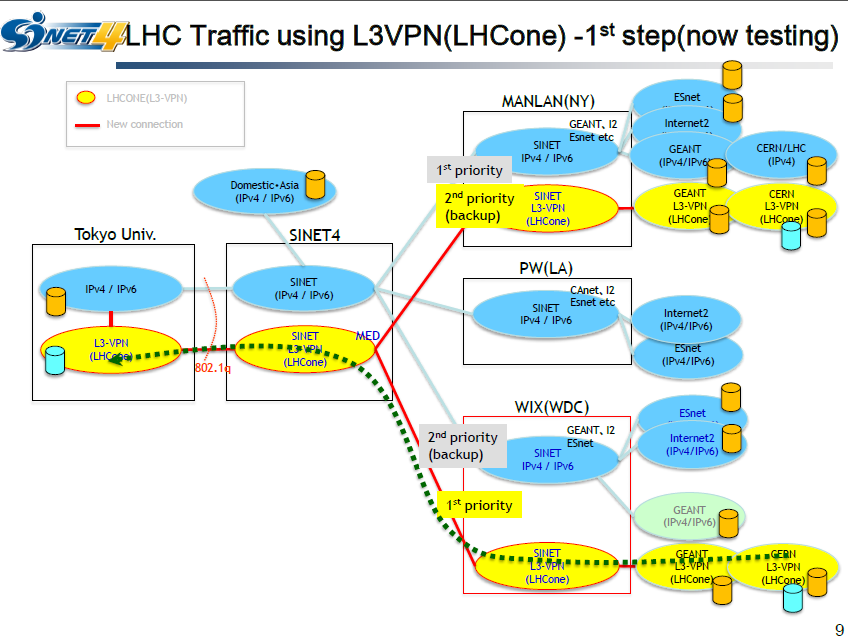 SINET4
LHC Traffic using L3VPN(LHCone) -1st step(now testing)
LHCONE(L3-VPN)
New connection
MANLAN(NY)
ESnet
Internet2
GEANT、I2
Esnet etc
SINET
IPv4 / IPv6
GEANT
(IPv4/IPv6)
CERN/LHC
(IPv4)
1st priority
2nd priority
(backup)
SINET
L3-VPN
(LHCone)
GEANT
L3-VPN
(LHCone)
CERN
L3-VPN
(LHCone)
Domestic・Asia
(IPv4 / IPv6)
Tokyo Univ.
SINET4
IPv4 / IPv6
SINET
(IPv4 / IPv6)
L3-VPN
(LHCone)
802.1q
SINET
L3-VPN
(LHCone)
MED
PW(LA)
CAnet、I2
Esnet etc
SINET
IPv4 / IPv6
Internet2
(IPv4/IPv6)
ESnet
(IPv4/IPv6)
WIX(WDC)
GEANT、I2
ESnet
SINET
IPv4 / IPv6
ESnet
Internet2
(IPv4/IPv6)
2nd priority
(backup)
1st priority
GEANT
(IPv4/IPv6)
SINET
L3-VPN
(LHCone)
GEANT
L3-VPN
(LHCone)
CERN
L3-VPN
(LHCone)
9